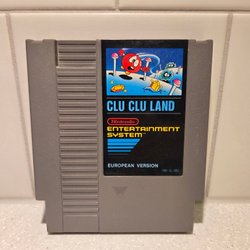 CLU CLU LAND
Nintendo
ENTERTAINMENT
SYSTEM
EUROPEAN VERSION